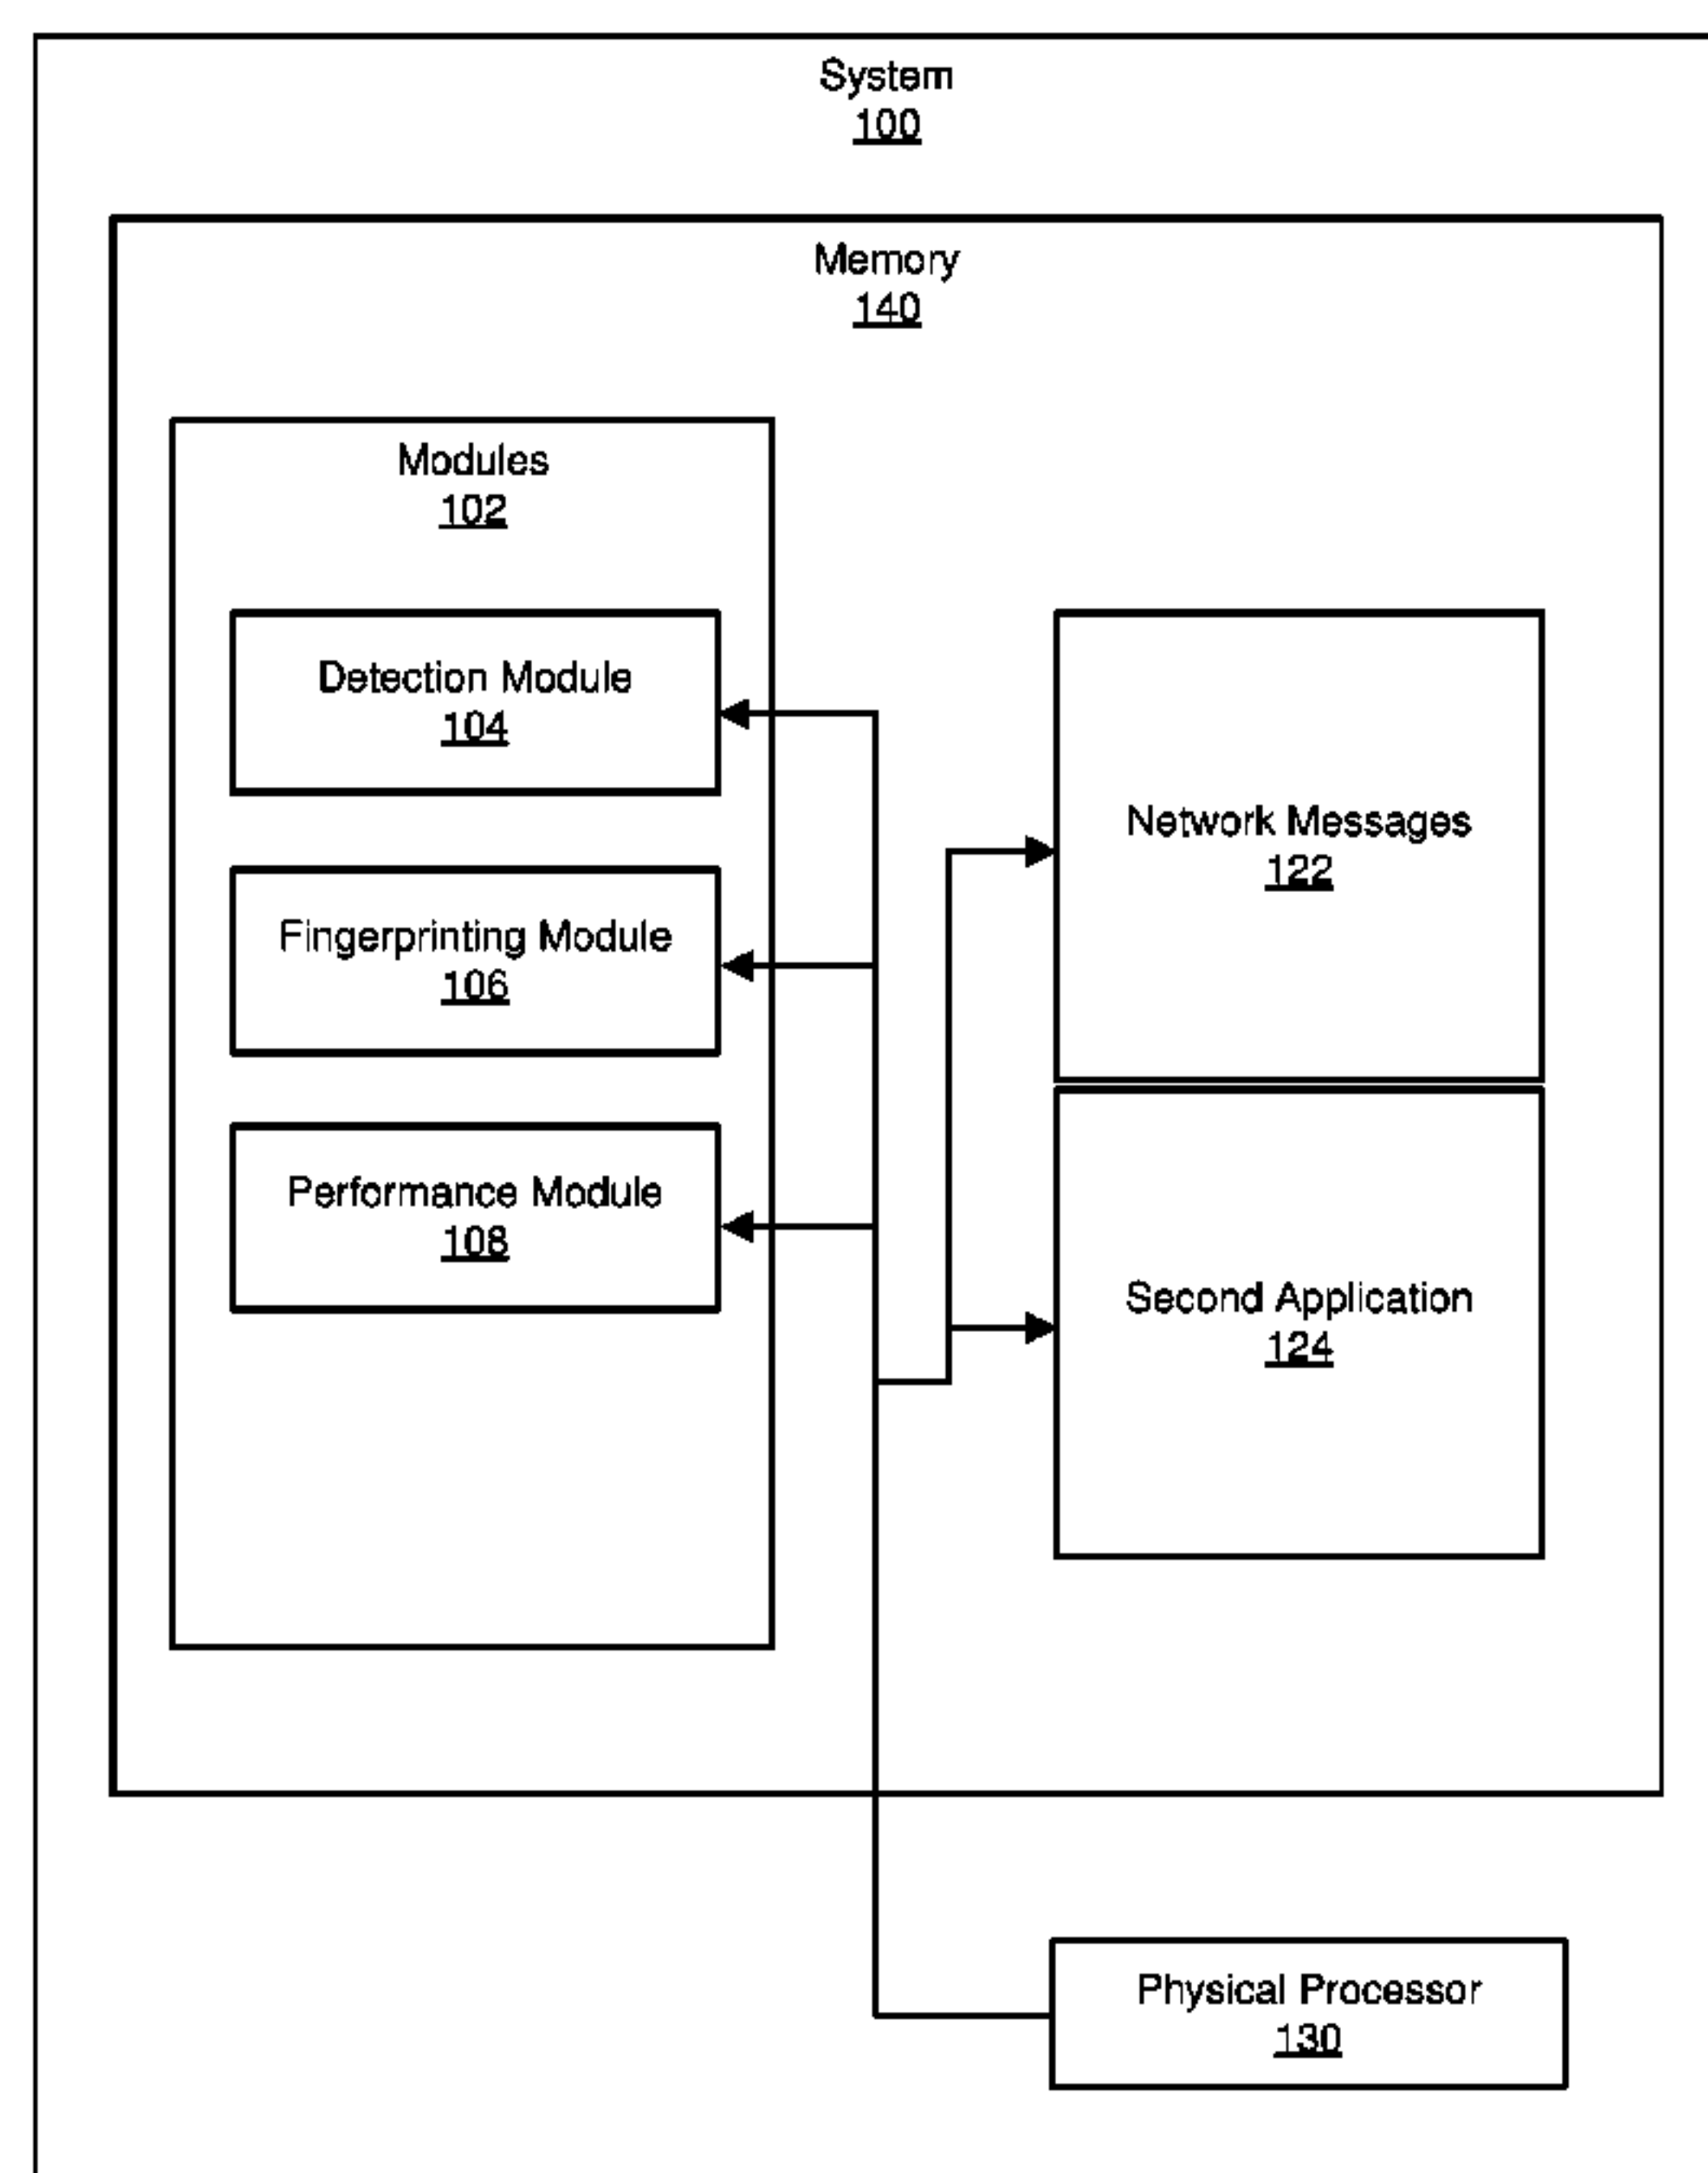 System
100
Memory
140
Modules
102
Detection Module
104
Fingerprinting Module
106
Performance Module
108
Network Messages
122
Second Application
124
Physical Processor
130